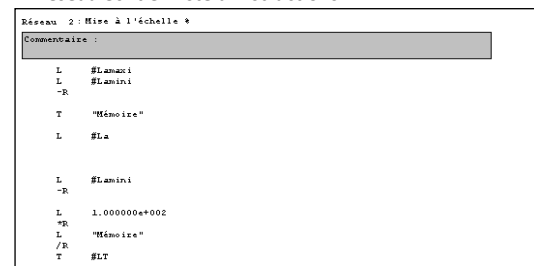 Réseau 2 : Mise à l'échelle %
Commentaire :
L #Lamaxi
L #Lamini
-R
T "Mémoire"
L #La
L #Lamini
-R
L 1.000000e+002
*R
L "Mémoire"
/R
T #LT